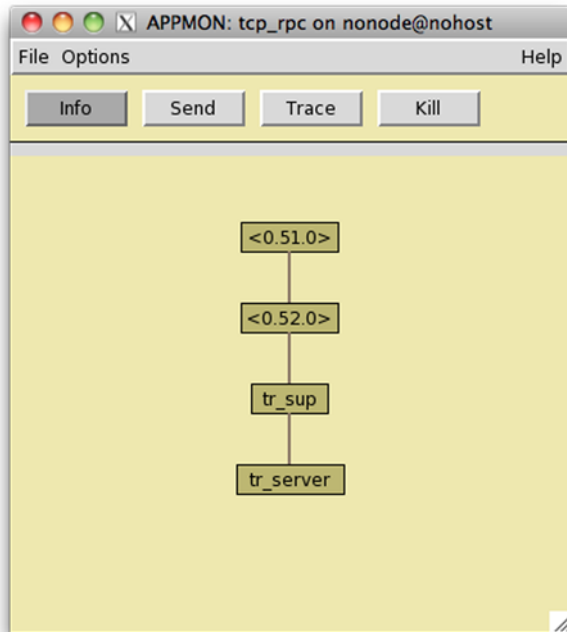 X APPMON: tcp_rpc on nonode@nohost
File Options Help
Info Send Trace Kill
<0.51.0>
<0.52.0>
tr_sup
tr_server